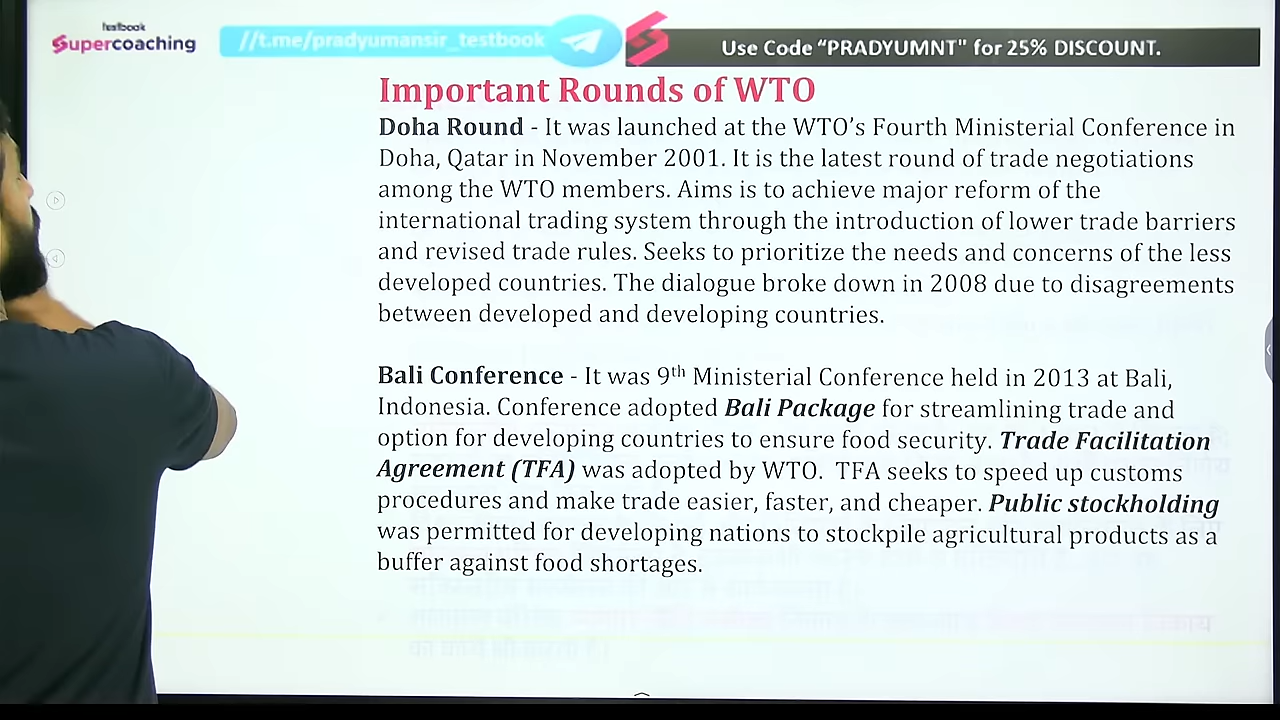 testbook
Supercoaching
//t.me/pradyumansir_testbook
Use Code “PRADYUMNT" for 25% DISCOUNT.
Important Rounds of WTO
Doha Round - It was launched at the WTO’s Fourth Ministerial Conference in
Doha, Qatar in November 2001. It is the latest round of trade negotiations
among the WTO members. Aims is to achieve major reform of the
international trading system through the introduction of lower trade barriers
and revised trade rules. Seeks to prioritize the needs and concerns of the less
developed countries. The dialogue broke down in 2008 due to disagreements
between developed and developing countries.
Bali Conference - It was 9th Ministerial Conference held in 2013 at Bali,
Indonesia. Conference adopted Bali Package for streamlining trade and
option for developing countries to ensure food security. Trade Facilitation
Agreement (TFA) was adopted by WTO. TFA seeks to speed up customs
procedures and make trade easier, faster, and cheaper. Public stockholding
was permitted for developing nations to stockpile agricultural products as a
buffer against food shortages.